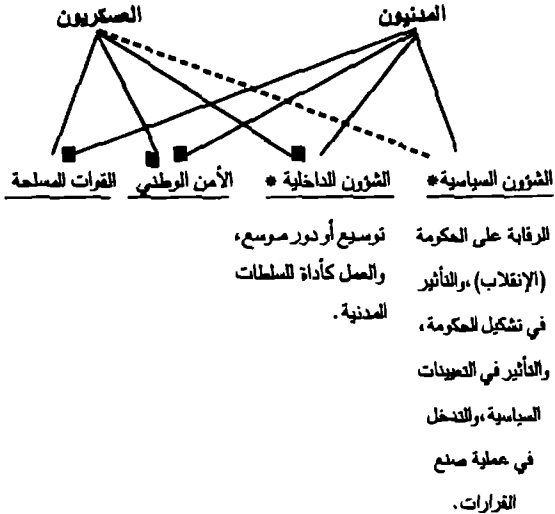 المدنيون العسكريون
الشؤون السياسية* الشؤون الداخلية * الأمن الوطني القوات المسلحة
الرقابة على الحكومة
(الإنقلاب)، والتأثير
في تشكيل الحكومة،
والتأثير في التعيينات
السياسية، والتدخل
في عملية صنع
القرارات.
توسيع أو دور موسع،
والعمل كأداة للسلطات
المدنية.